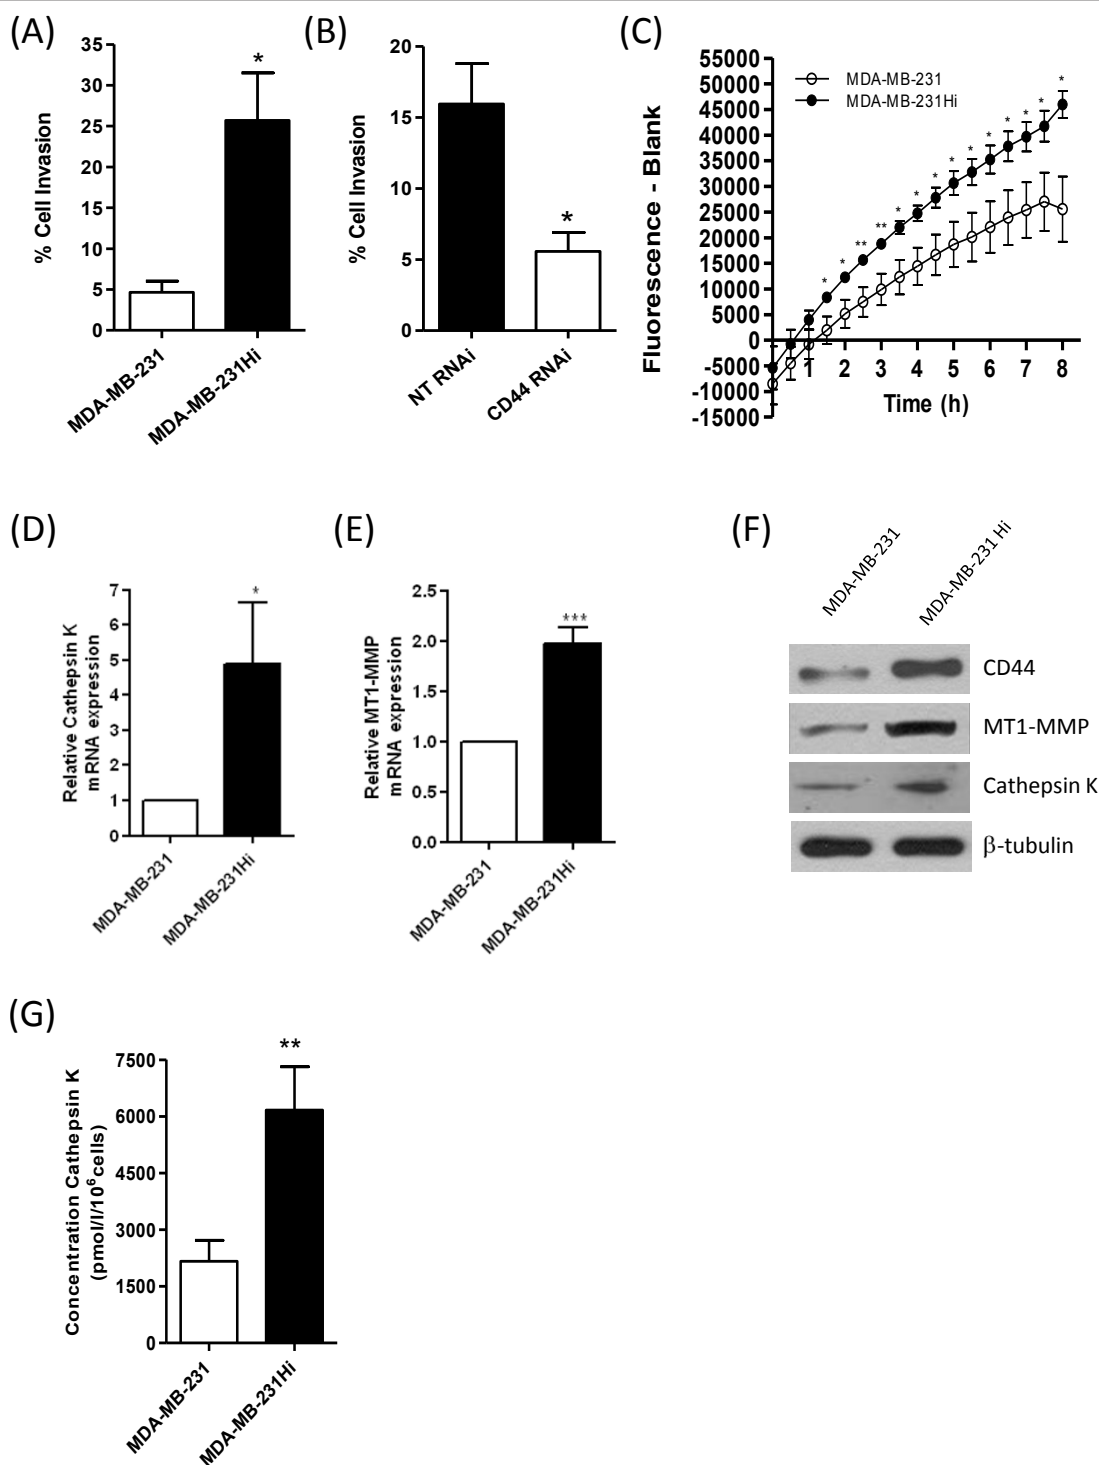 (A)
35
30
25
20
15
10
5
0
% Cell Invasion
*
MDA-MB-231
MDA-MB-231Hi
(B)
20
15
10
5
0
% Cell Invasion
*
NT RNAi
CD44 RNAi
(C)
55000
50000
45000
40000
35000
30000
25000
20000
15000
10000
5000
0
-5000
-10000
-15000
Fluorescence - Blank
MDA-MB-231
MDA-MB-231Hi
* * ** ** * * * * * * * * * *
1 2 3 4 5 6 7 8
Time (h)
(D)
7
6
5
4
3
2
1
0
Relative Cathepsin K
mRNA expression
*
MDA-MB-231
MDA-MB-231Hi
(E)
2.5
2.0
1.5
1.0
0.5
0.0
Relative MT1-MMP
mRNA expression
***
MDA-MB-231
MDA-MB-231Hi
(F)
MDA-MB-231
MDA-MB-231 Hi
CD44
MT1-MMP
Cathepsin K
β-tubulin
(G)
7500
6000
4500
3000
1500
0
Concentration Cathepsin K
(pmol/l/10⁶cells)
**
MDA-MB-231
MDA-MB-231Hi